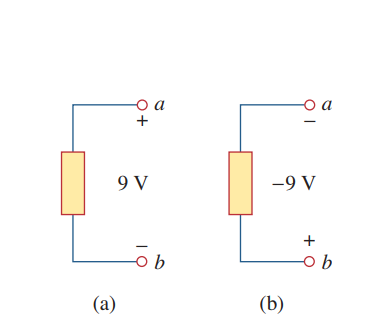 a a
+ –
9 V –9 V
– +
b b
(a) (b)